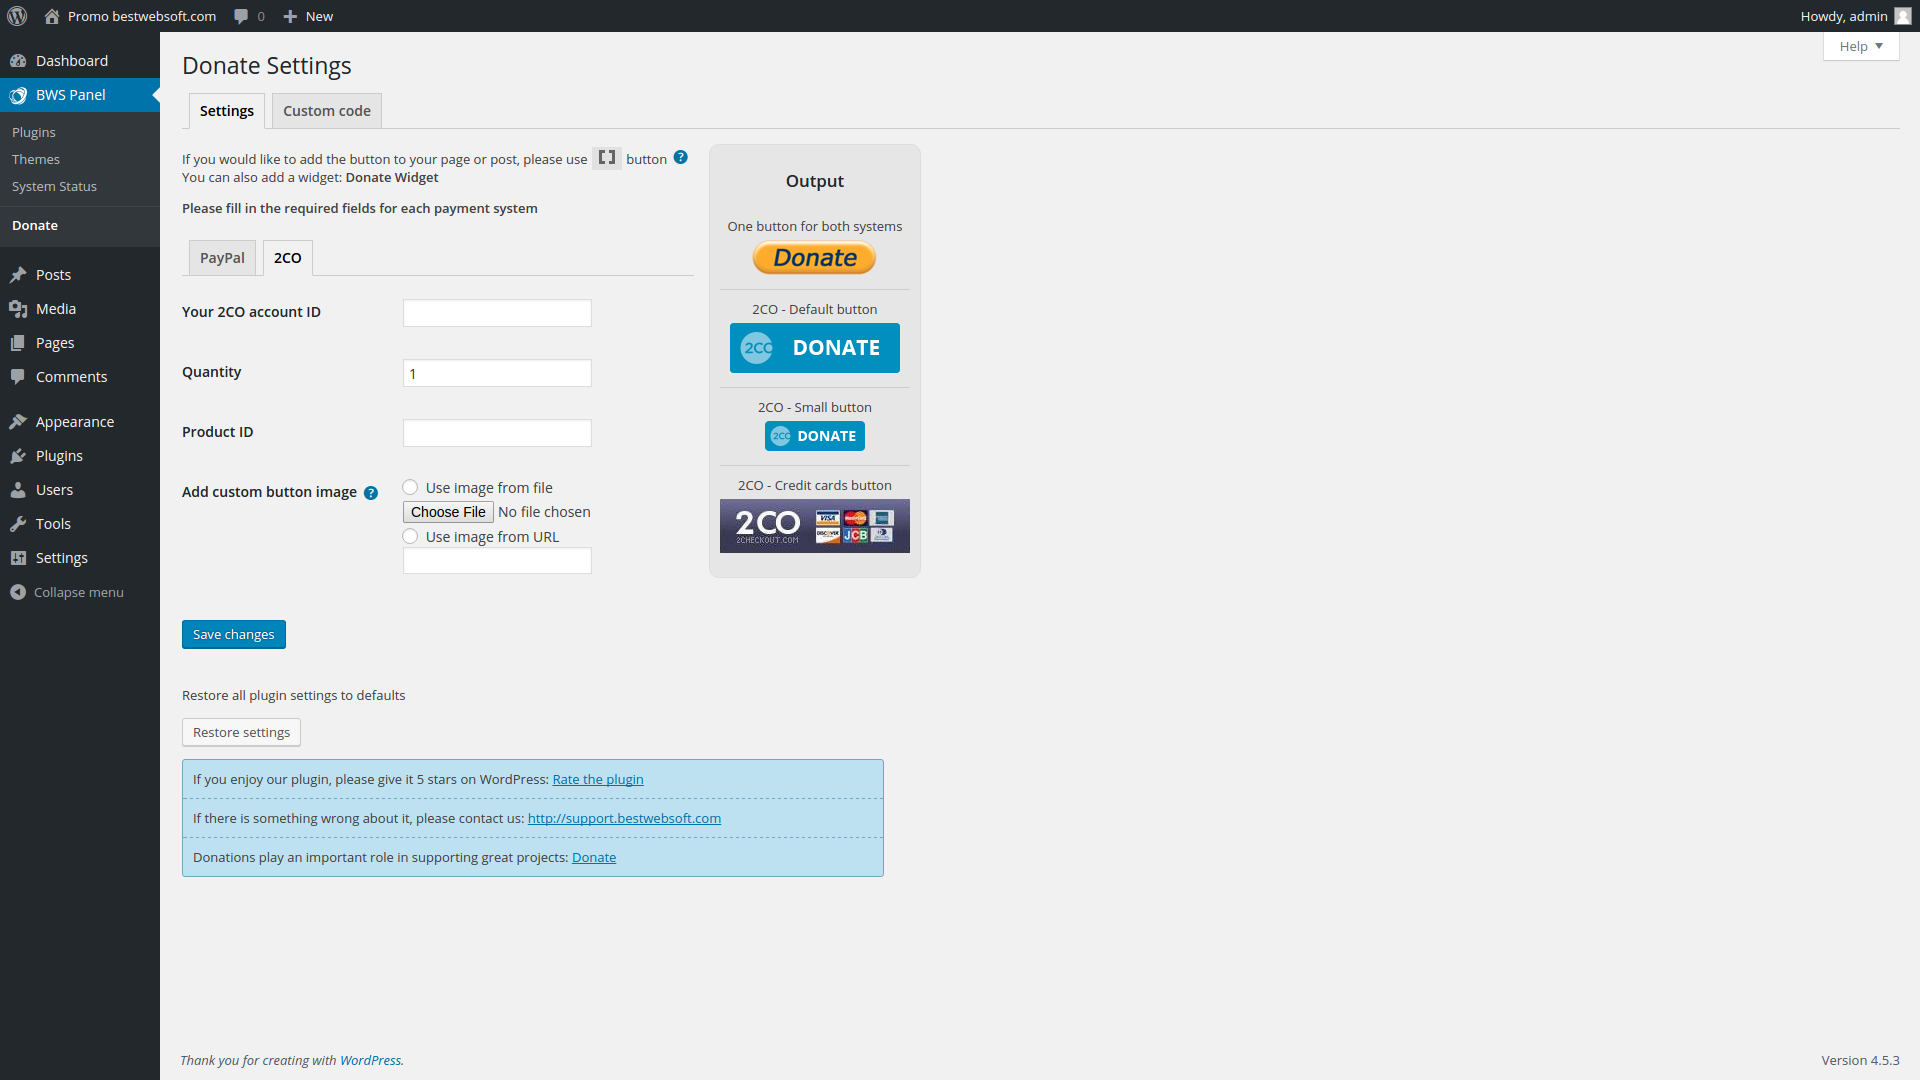 Promo bestwebsoft.com 0 New Howdy, admin
Help
Dashboard
BWS Panel
Plugins
Themes
System Status
Donate
Posts
Media
Pages
Comments
Appearance
Plugins
Users
Tools
Settings
Collapse menu
Donate Settings
Settings Custom code
If you would like to add the button to your page or post, please use [] button ?
You can also add a widget: Donate Widget
Please fill in the required fields for each payment system
PayPal 2CO
Your 2CO account ID
Quantity 1
Product ID
Add custom button image ?
Use image from file
Choose File No file chosen
Use image from URL
Save changes
Restore all plugin settings to defaults
Restore settings
If you enjoy our plugin, please give it 5 stars on WordPress: Rate the plugin
If there is something wrong about it, please contact us: http://support.bestwebsoft.com
Donations play an important role in supporting great projects: Donate
Output
One button for both systems
Donate
2CO - Default button
2CO DONATE
2CO - Small button
2CO DONATE
2CO - Credit cards button
2CO VISA MasterCard
2CHECKOUT.COM DISCOVER JCB
Thank you for creating with WordPress.
Version 4.5.3